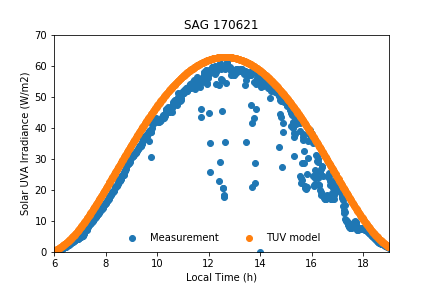 SAG 170621
70
60
50
40
30
20
10
0
Solar UVA Irradiance (W/m2)
Measurement TUV model
6 8 10 12 14 16 18
Local Time (h)